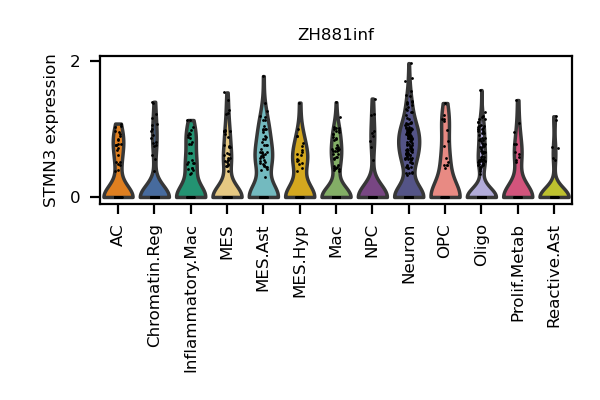 ZH881inf
STMN3 expression
2
0
AC
Chromatin.Reg
Inflammatory.Mac
MES
MES.Ast
MES.Hyp
Mac
NPC
Neuron
OPC
Oligo
Prolif.Metab
Reactive.Ast